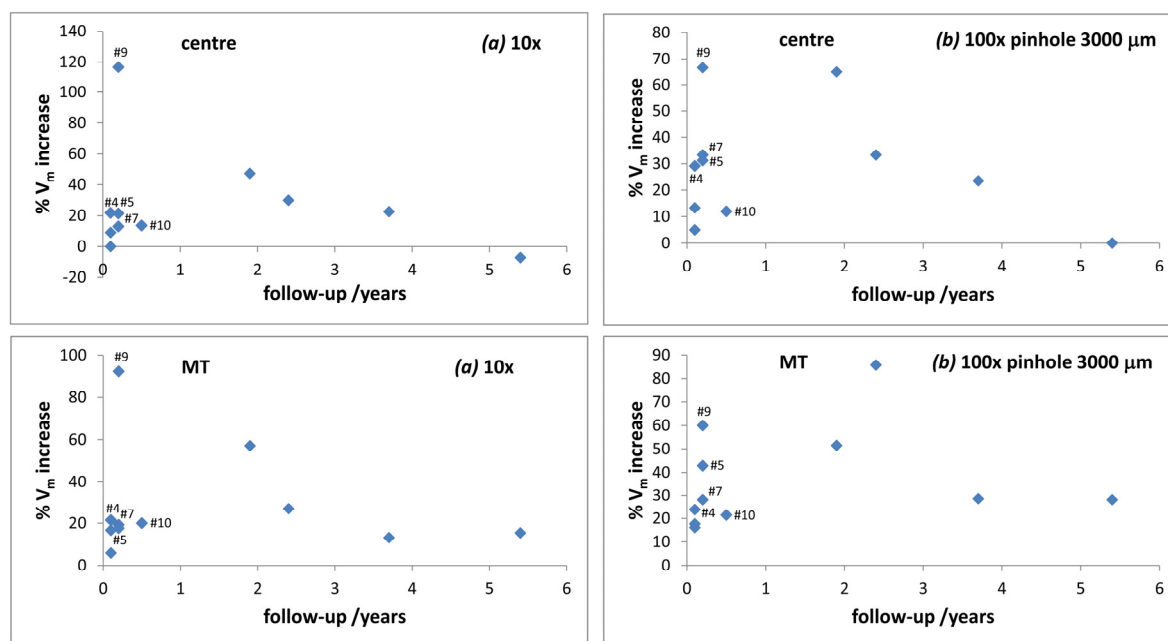 centre
(a) 10x
% Vm increase
140
120
100
80
60
40
20
0
-20
#9
#4 #5
#7
#10
0 1 2 3 4 5 6
follow-up /years
centre
(b) 100x pinhole 3000 µm
% Vm increase
80
70
60
50
40
30
20
10
0
#9
#7
#5
#4
#10
0 1 2 3 4 5 6
follow-up /years
MT
(a) 10x
% Vm increase
100
80
60
40
20
0
#9
#4
#7
#10
#5
0 1 2 3 4 5 6
follow-up /years
MT
(b) 100x pinhole 3000 µm
% Vm increase
90
80
70
60
50
40
30
20
10
0
#9
#5
#7
#4
#10
0 1 2 3 4 5 6
follow-up /years